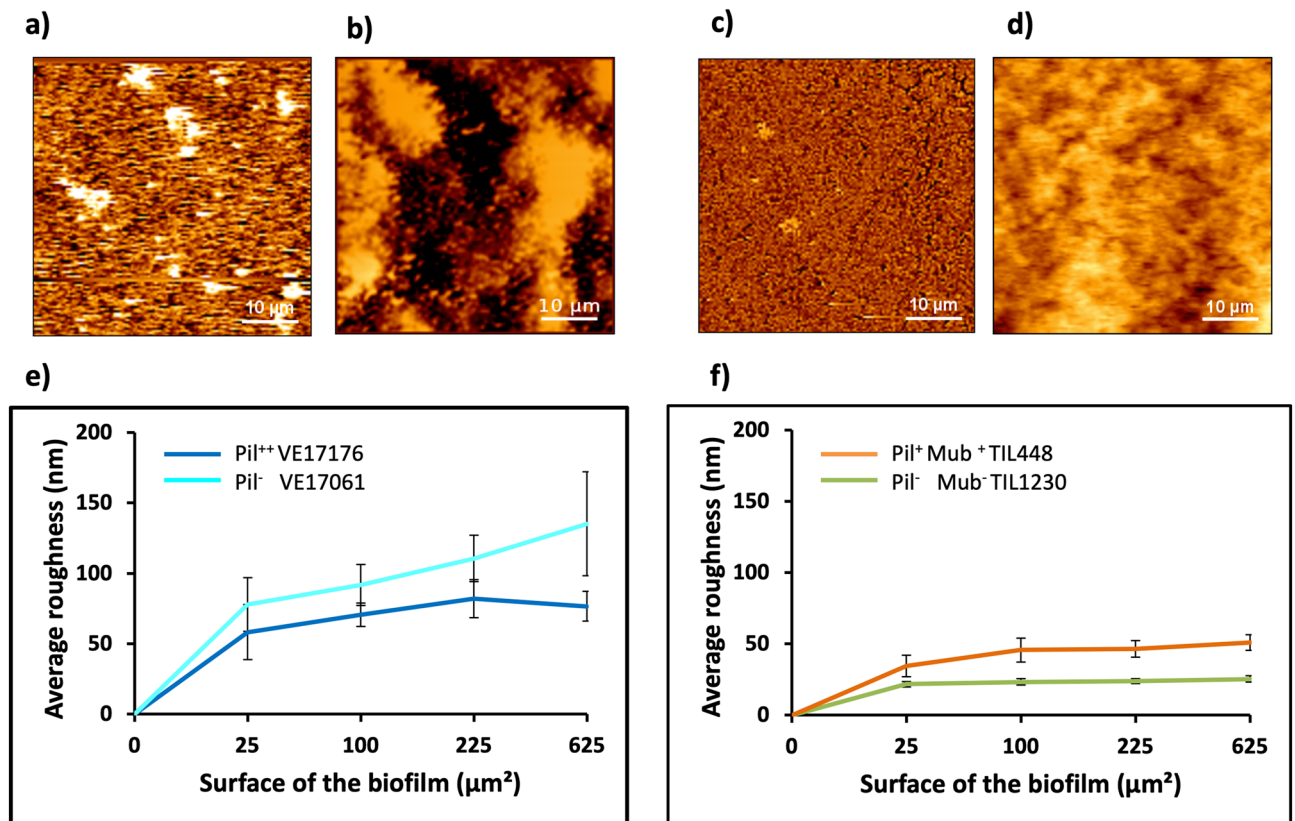 a)
b)
c)
d)
10 µm
10 µm
10 µm
10 µm
e)
Average roughness (nm)
200
150
100
50
0
Pil⁺⁺ VE17176
Pil⁻ VE17061
0 25 100 225 625
Surface of the biofilm (µm²)
f)
Average roughness (nm)
200
150
100
50
0
Pil⁺ Mub ⁺ TIL448
Pil⁻ Mub⁻ TIL1230
0 25 100 225 625
Surface of the biofilm (µm²)